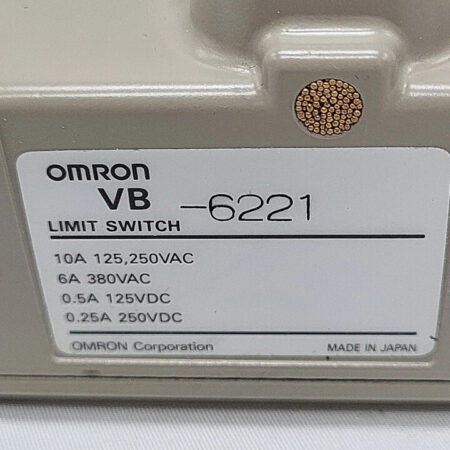 OMRON
VB -6221
LIMIT SWITCH
10A 125,250VAC
6A 380VAC
0.5A 125VDC
0.25A 250VDC
OMRON Corporation MADE IN JAPAN